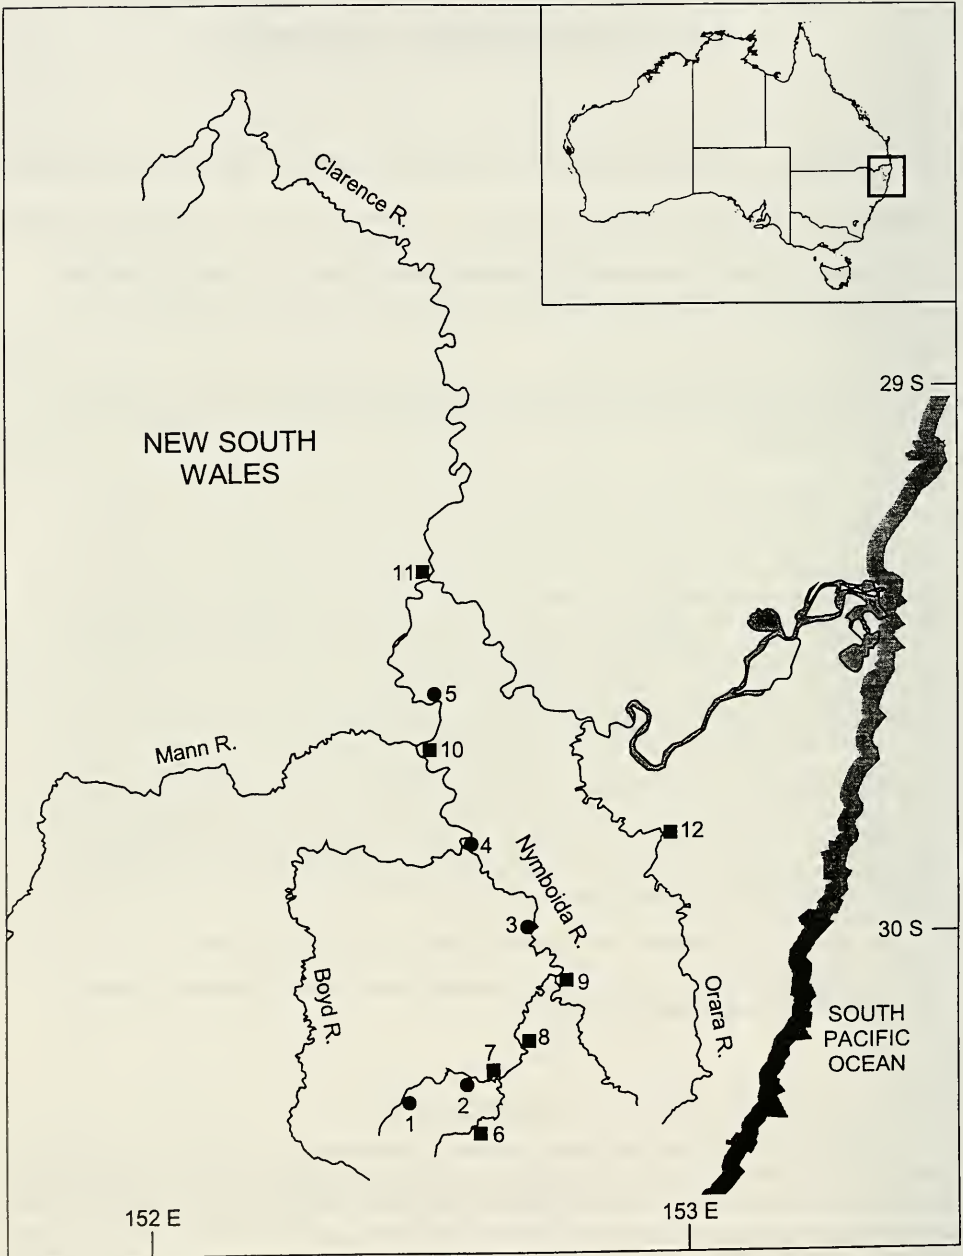 Clarence R.
29 S
NEW SOUTH
WALES
11
5
10
Mann R.
12
4
Nymboida R.
3
30 S
9
Boyd R.
Orara R.
SOUTH
PACIFIC
OCEAN
8
7
2
1
6
152 E
153 E